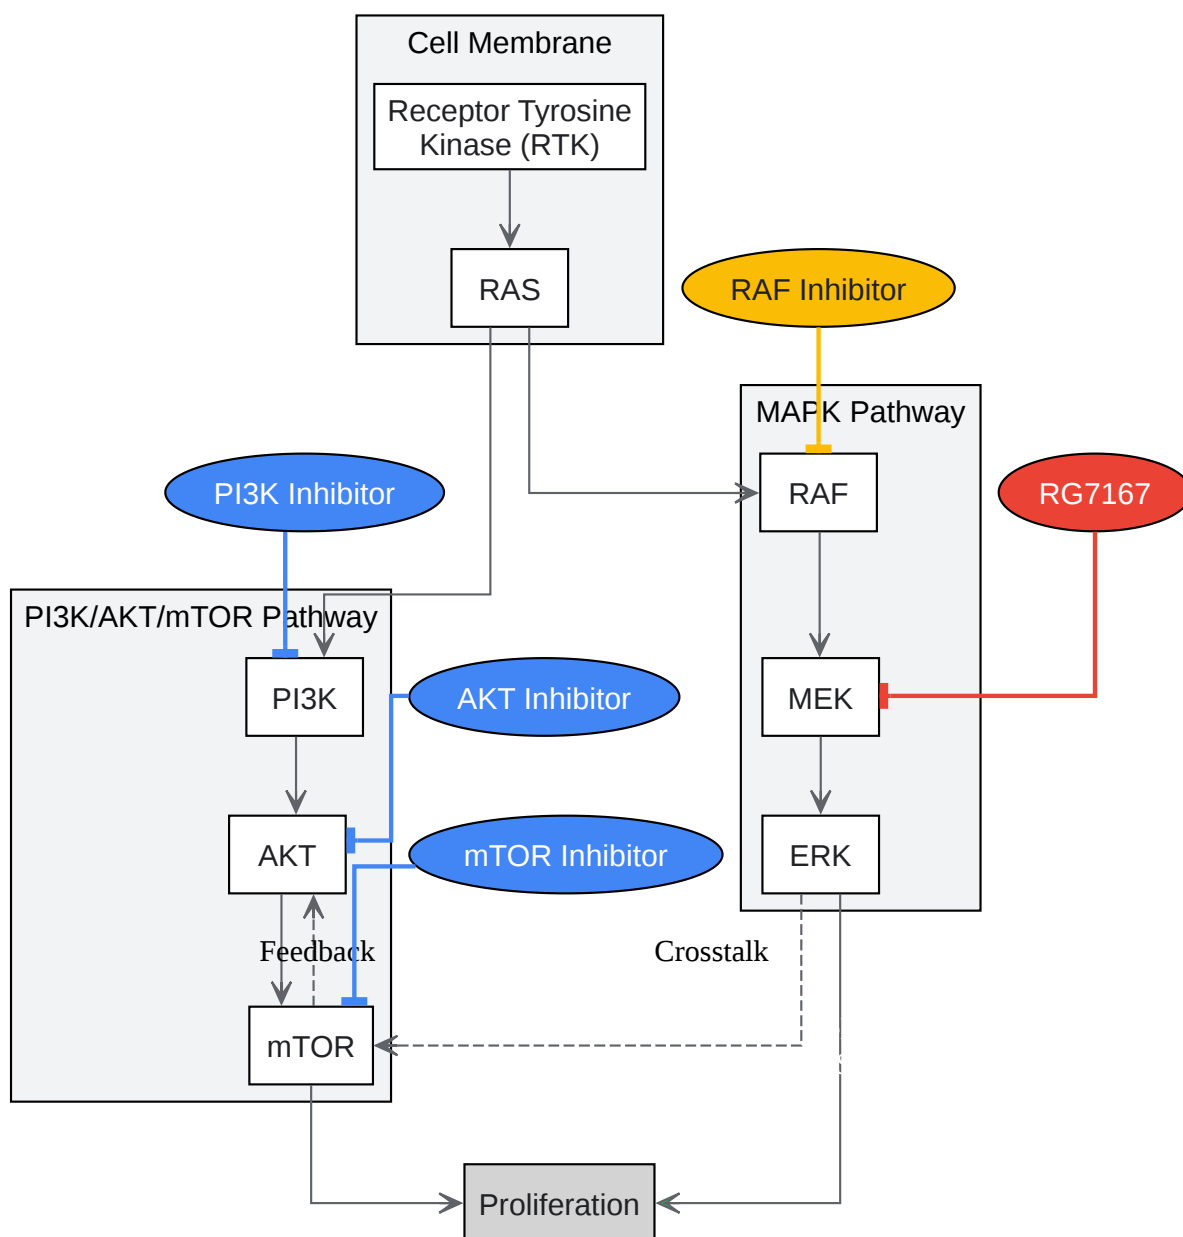 Cell Membrane
Receptor Tyrosine
Kinase (RTK)
RAS
RAF Inhibitor
MAPK Pathway
PI3K Inhibitor
RAF
RG7167
PI3K/AKT/mTOR Pathway
PI3K
AKT Inhibitor
MEK
AKT
mTOR Inhibitor
ERK
Feedback
Crosstalk
mTOR
Proliferation